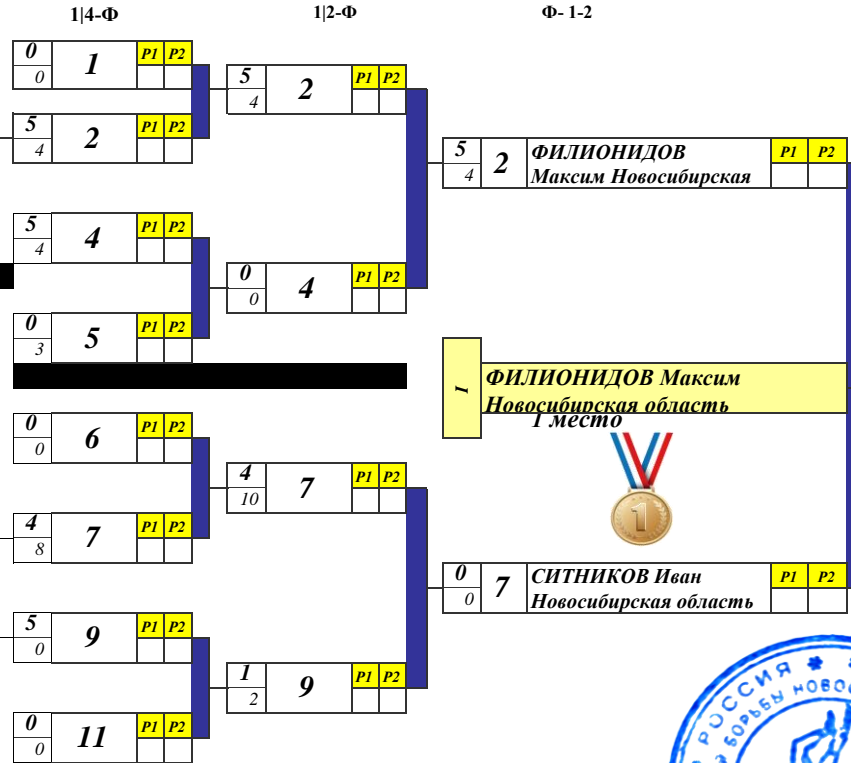 1|4-Ф 1|2-Ф Ф- 1-2
0 1 P1 P2
0
5 2 P1 P2
4
5 4 P1 P2
4
0 5 P1 P2
3
0 6 P1 P2
0
4 7 P1 P2
8
5 9 P1 P2
0
0 11 P1 P2
0
5 2 P1 P2
4
0 4 P1 P2
0
4 7 P1 P2
10
1 9 P1 P2
2
5 2 ФИЛИОНИДОВ P1 P2
4 Максим Новосибирская
I ФИЛИОНИДОВ Максим
Новосибирская область
1 место
1
0 7 СИТНИКОВ Иван P1 P2
0 Новосибирская область
РОССИЯ
БОРЬБЫ